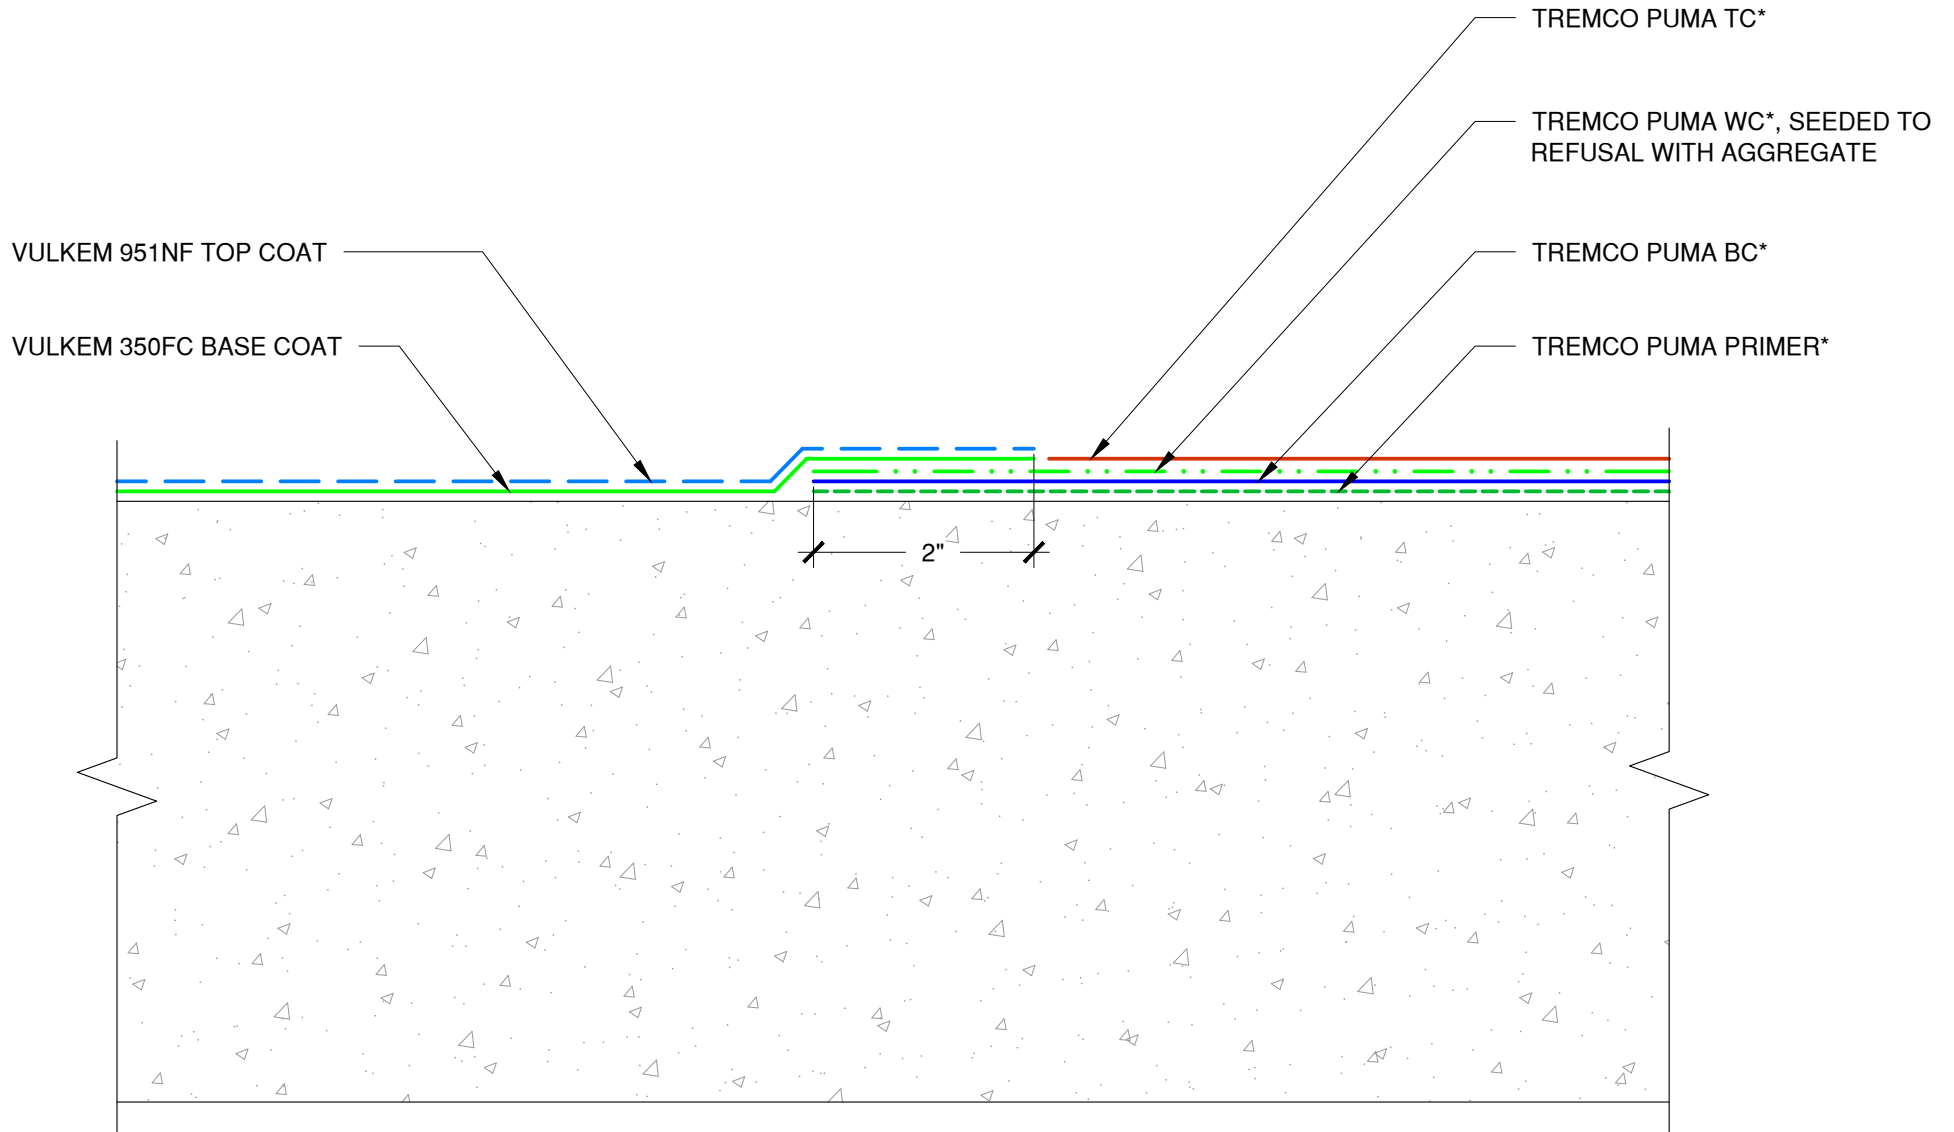 TREMCO PUMA TC*
TREMCO PUMA WC*, SEEDED TO
REFUSAL WITH AGGREGATE
VULKEM 951NF TOP COAT
TREMCO PUMA BC*
VULKEM 350FC BASE COAT
TREMCO PUMA PRIMER*
2"